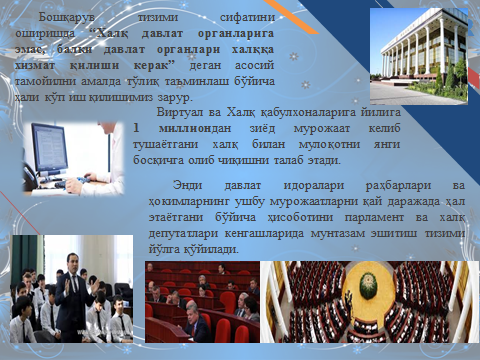 Бошқарув тизими сифатини
оширишда “Халқ давлат органларига
эмас, балки давлат органлари халққа
хизмат қилиши керак” деган асосий
тамойилни амалда тўлиқ таъминлаш бўйича
ҳали кўп иш қилишимиз зарур.
Виртуал ва Халқ қабулхоналарига йилига
1 миллиондан зиёд мурожаат келиб
тушаётгани халқ билан мулоқотни янги
босқичга олиб чиқишни талаб этади.
Энди давлат идоралари раҳбарлари ва
ҳокимларнинг ушбу мурожаатларни қай даражада ҳал
этаётгани бўйича ҳисоботини парламент ва халқ
депутатлари кенгашларида мунтазам эшитиш тизими
йўлга қўйилади.